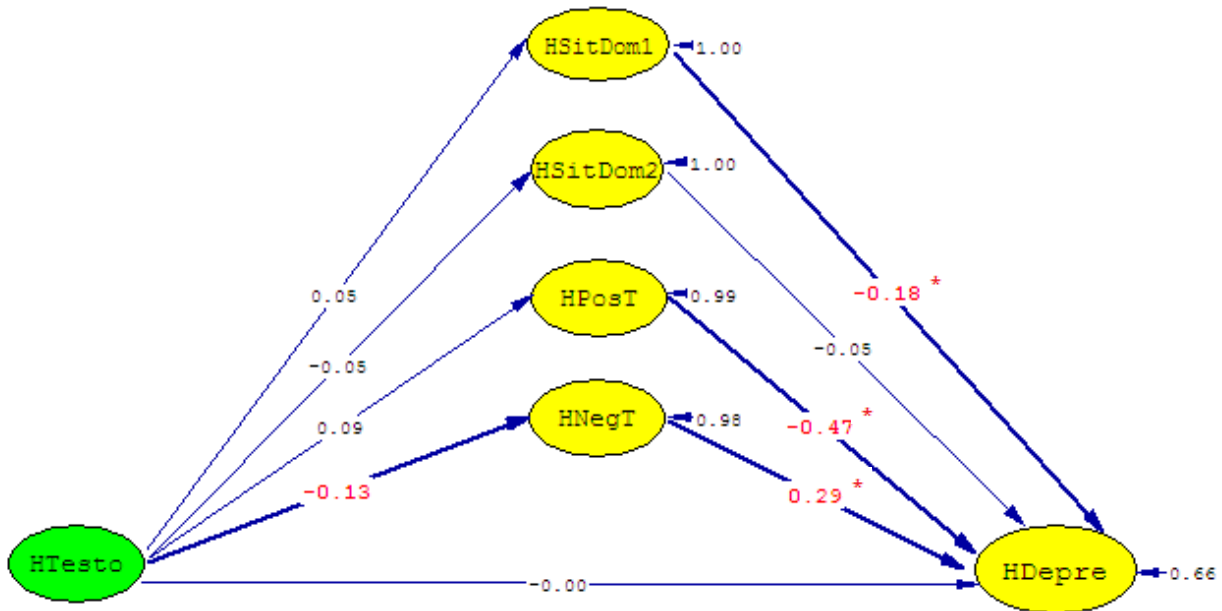 HSitDom1
1.00
HSitDom2
1.00
HPosT
0.99
0.05
-0.18 *
-0.05
-0.05
HNegT
0.98
0.09
-0.47 *
-0.13
0.29 *
HTesto
-0.00
HDepre
0.66